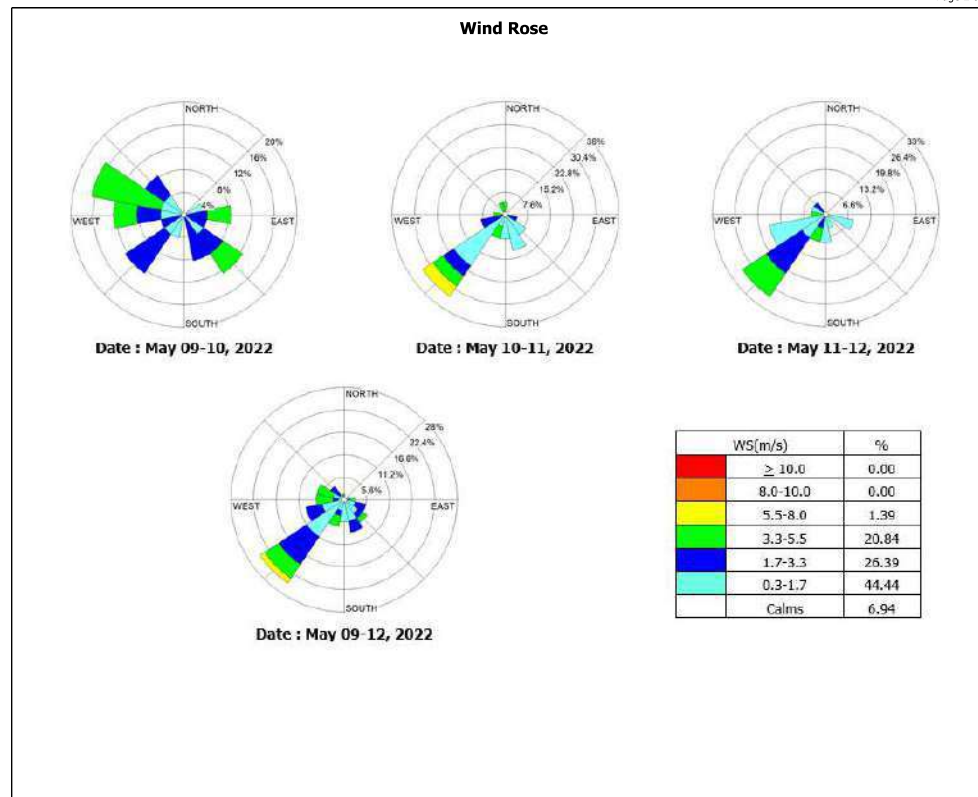 Wind Rose
NORTH
20%
16%
12%
8%
4%
WEST
EAST
SOUTH
Date : May 09-10, 2022
NORTH
38%
30.4%
22.8%
15.2%
7.6%
WEST
EAST
SOUTH
Date : May 10-11, 2022
NORTH
33%
26.4%
19.8%
13.2%
6.6%
WEST
EAST
SOUTH
Date : May 11-12, 2022
NORTH
28%
22.4%
16.8%
11.2%
5.6%
WEST
EAST
SOUTH
Date : May 09-12, 2022
WS(m/s) %
≥ 10.0 0.00
8.0-10.0 0.00
5.5-8.0 1.39
3.3-5.5 20.84
1.7-3.3 26.39
0.3-1.7 44.44
Calms 6.94